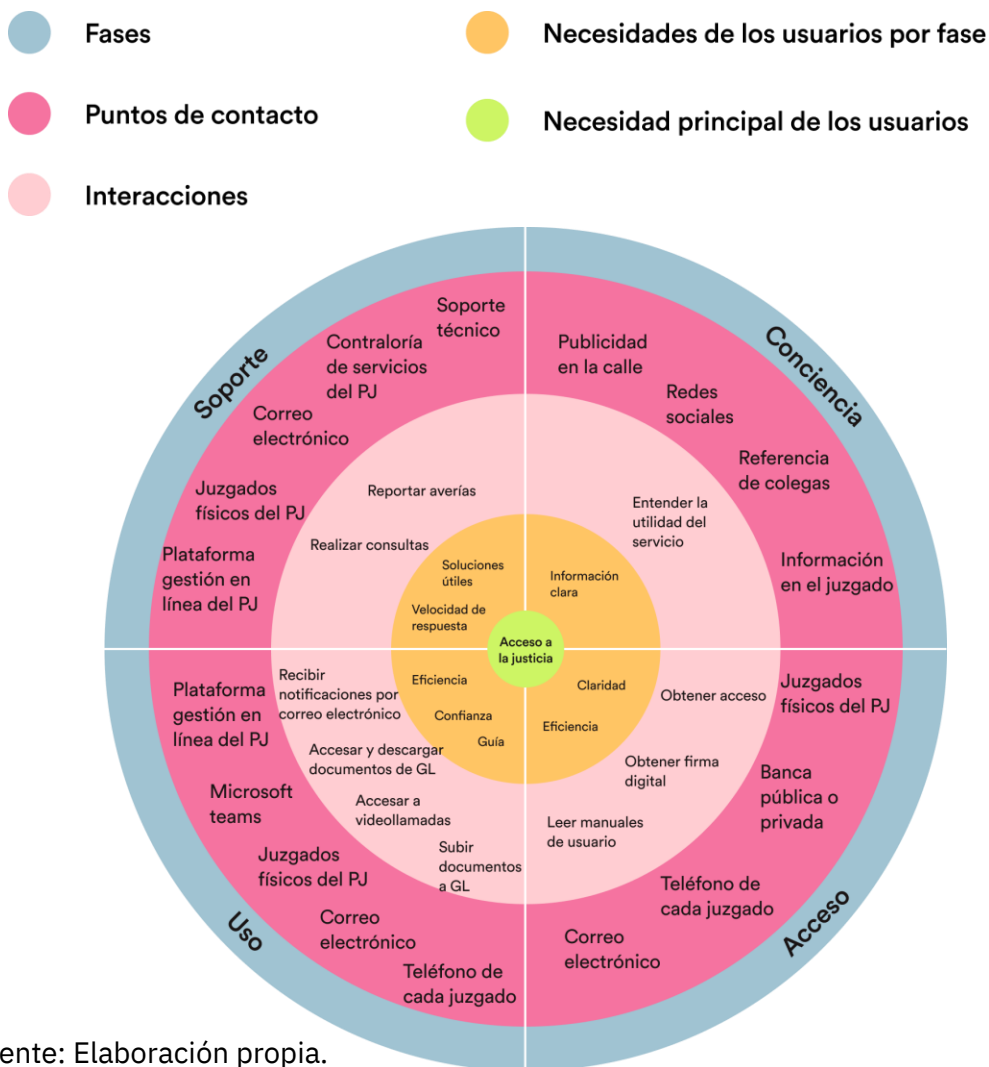 Fases
Necesidades de los usuarios por fase
Puntos de contacto
Necesidad principal de los usuarios
Interacciones
Soporte
Soporte
técnico
Contraloría
de servicios
del PJ
Correo
electrónico
Juzgados
físicos del PJ
Plataforma
gestión en
línea del PJ
Reportar averías
Realizar consultas
Soluciones
útiles
Velocidad de
respuesta
Conciencia
Publicidad
en la calle
Redes
sociales
Referencia
de colegas
Información
en el juzgado
Entender la
utilidad del
servicio
Información
clara
Acceso a
la justicia
Uso
Plataforma
gestión en
línea del PJ
Microsoft
teams
Juzgados
físicos del PJ
Correo
electrónico
Teléfono de
cada juzgado
Recibir
notificaciones por
correo electrónico
Accesar y descargar
documentos de GL
Accesar a
videollamadas
Subir
documentos
a GL
Eficiencia
Confianza
Guía
Acceso
Juzgados
físicos del PJ
Banca
pública o
privada
Teléfono de
cada juzgado
Correo
electrónico
Obtener acceso
Obtener firma
digital
Leer manuales
de usuario
Claridad
Eficiencia
ente: Elaboración propia.